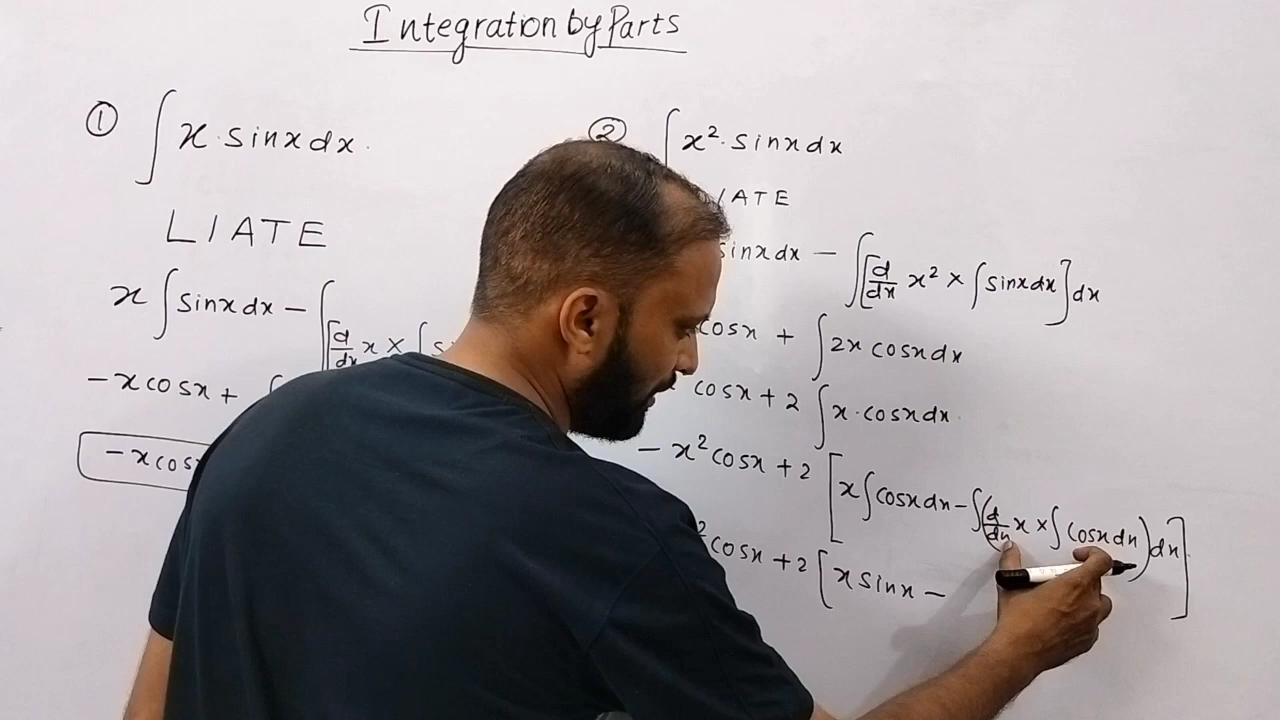 Integration by Parts
① ∫ x · sinx dx.
LIATE
x ∫ sinx dx − ∫ [d/dx x ×
− x cosx +
− x cos
② ∫ x² · sinx dx
IATE
sinx dx − ∫ [d/dx x² × ∫ sinx dx] dx
cosx + ∫ 2x cosx dx
cosx + 2 ∫ x · cosx dx
− x² cosx + 2 [x ∫ cosx dx − ∫ (d/dx x × ∫ cosx dx) dx]
² cosx + 2 [x sinx −